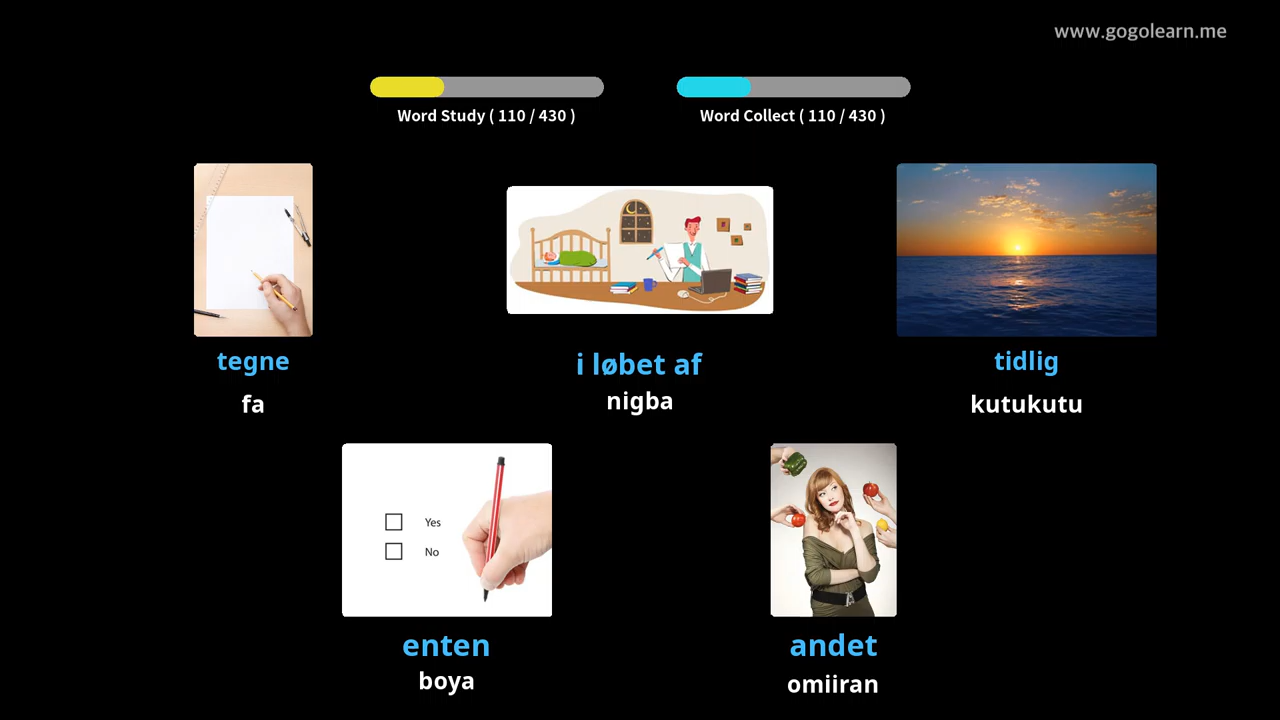 www.gogolearn.me
Word Study ( 110 / 430 )
Word Collect ( 110 / 430 )
tegne
fa
i løbet af
nigba
tidlig
kutukutu
Yes
No
enten
boya
andet
omiiran